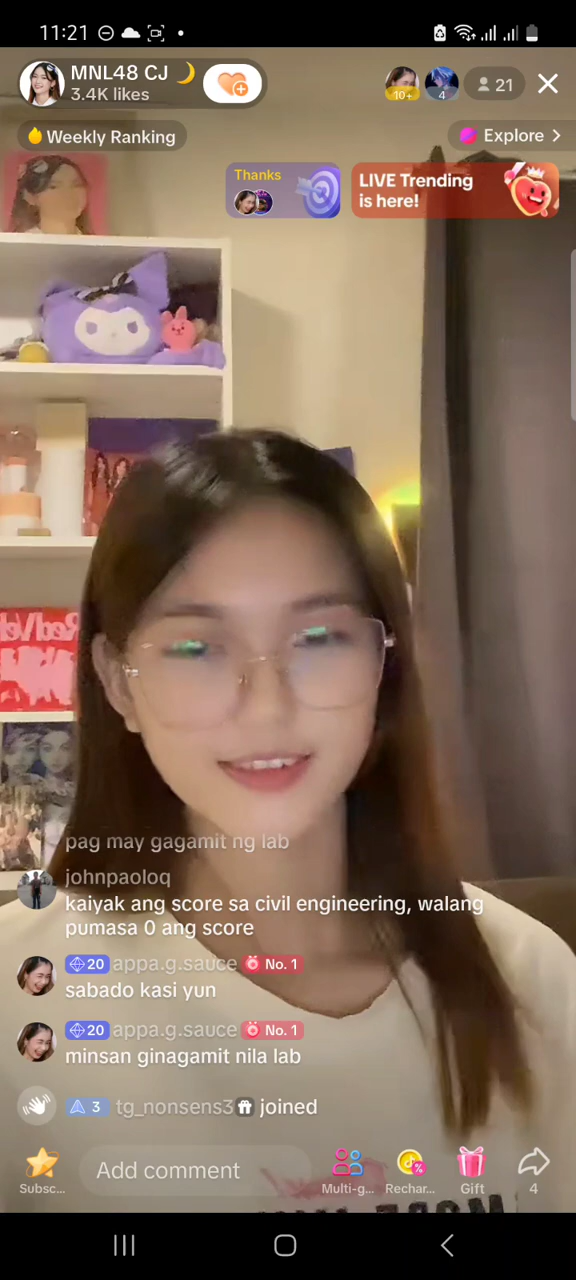 11:21
MNL48 CJ 🌙
3.4K likes
10+
4
21
Weekly Ranking
Explore >
Thanks
LIVE Trending
is here!
RedVel
pag may gagamit ng lab
johnpaoloq
kaiyak ang score sa civil engineering, walang
pumasa 0 ang score
20 appa.g.sauce No. 1
sabado kasi yun
20 appa.g.sauce No. 1
minsan ginagamit nila lab
3 tg_nonsens3 joined
Add comment
Subsc...
Multi-g...
Rechar...
Gift
4